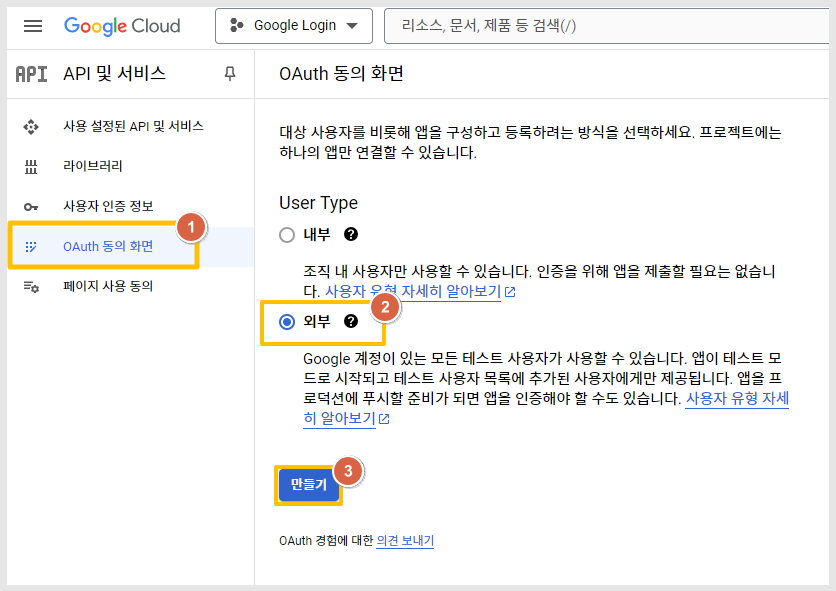 Google Cloud
Google Login
리소스, 문서, 제품 등 검색(/)
API
API 및 서비스
사용 설정된 API 및 서비스
라이브러리
사용자 인증 정보
1
OAuth 동의 화면
페이지 사용 동의
OAuth 동의 화면
대상 사용자를 비롯해 앱을 구성하고 등록하려는 방식을 선택하세요. 프로젝트에는
하나의 앱만 연결할 수 있습니다.
User Type
내부 ?
조직 내 사용자만 사용할 수 있습니다. 인증을 위해 앱을 제출할 필요는 없습니
다. 사용자 유형 자세히 알아보기
2
외부 ?
Google 계정이 있는 모든 테스트 사용자가 사용할 수 있습니다. 앱이 테스트 모
드로 시작되고 테스트 사용자 목록에 추가된 사용자에게만 제공됩니다. 앱을 프
로덕션에 푸시할 준비가 되면 앱을 인증해야 할 수도 있습니다. 사용자 유형 자세
히 알아보기
3
만들기
OAuth 경험에 대한 의견 보내기